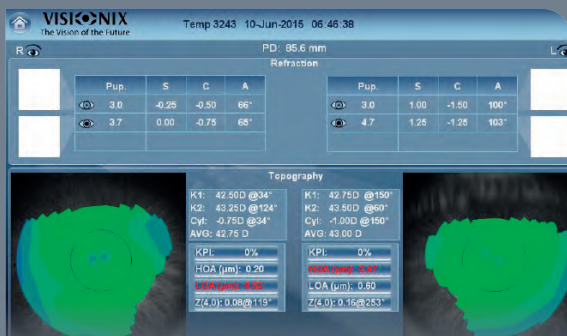 VISIONIX
The Vision of the Future
Temp 3243 10-Jun-2015 06:46:38
R
PD: 85.6 mm
L
Refraction
Pup. S C A
3.0 -0.25 -0.50 66°
3.7 0.00 -0.75 65°
Pup. S C A
3.0 1.00 -1.50 100°
4.7 1.25 -1.25 103°
Topography
K1: 42.50D @34°
K2: 43.25D @124°
Cyl: -0.75D @34°
AVG: 42.75 D
KPI: 0%
HOA (µm): 0.20
LOA (µm):
Z(4,0): 0.08@119°
K1: 42.75D @150°
K2: 43.50D @60°
Cyl: -1.00D @150°
AVG: 43.00 D
KPI: 0%
HOA (µm):
LOA (µm): 0.60
Z(4,0): 0.16@253°